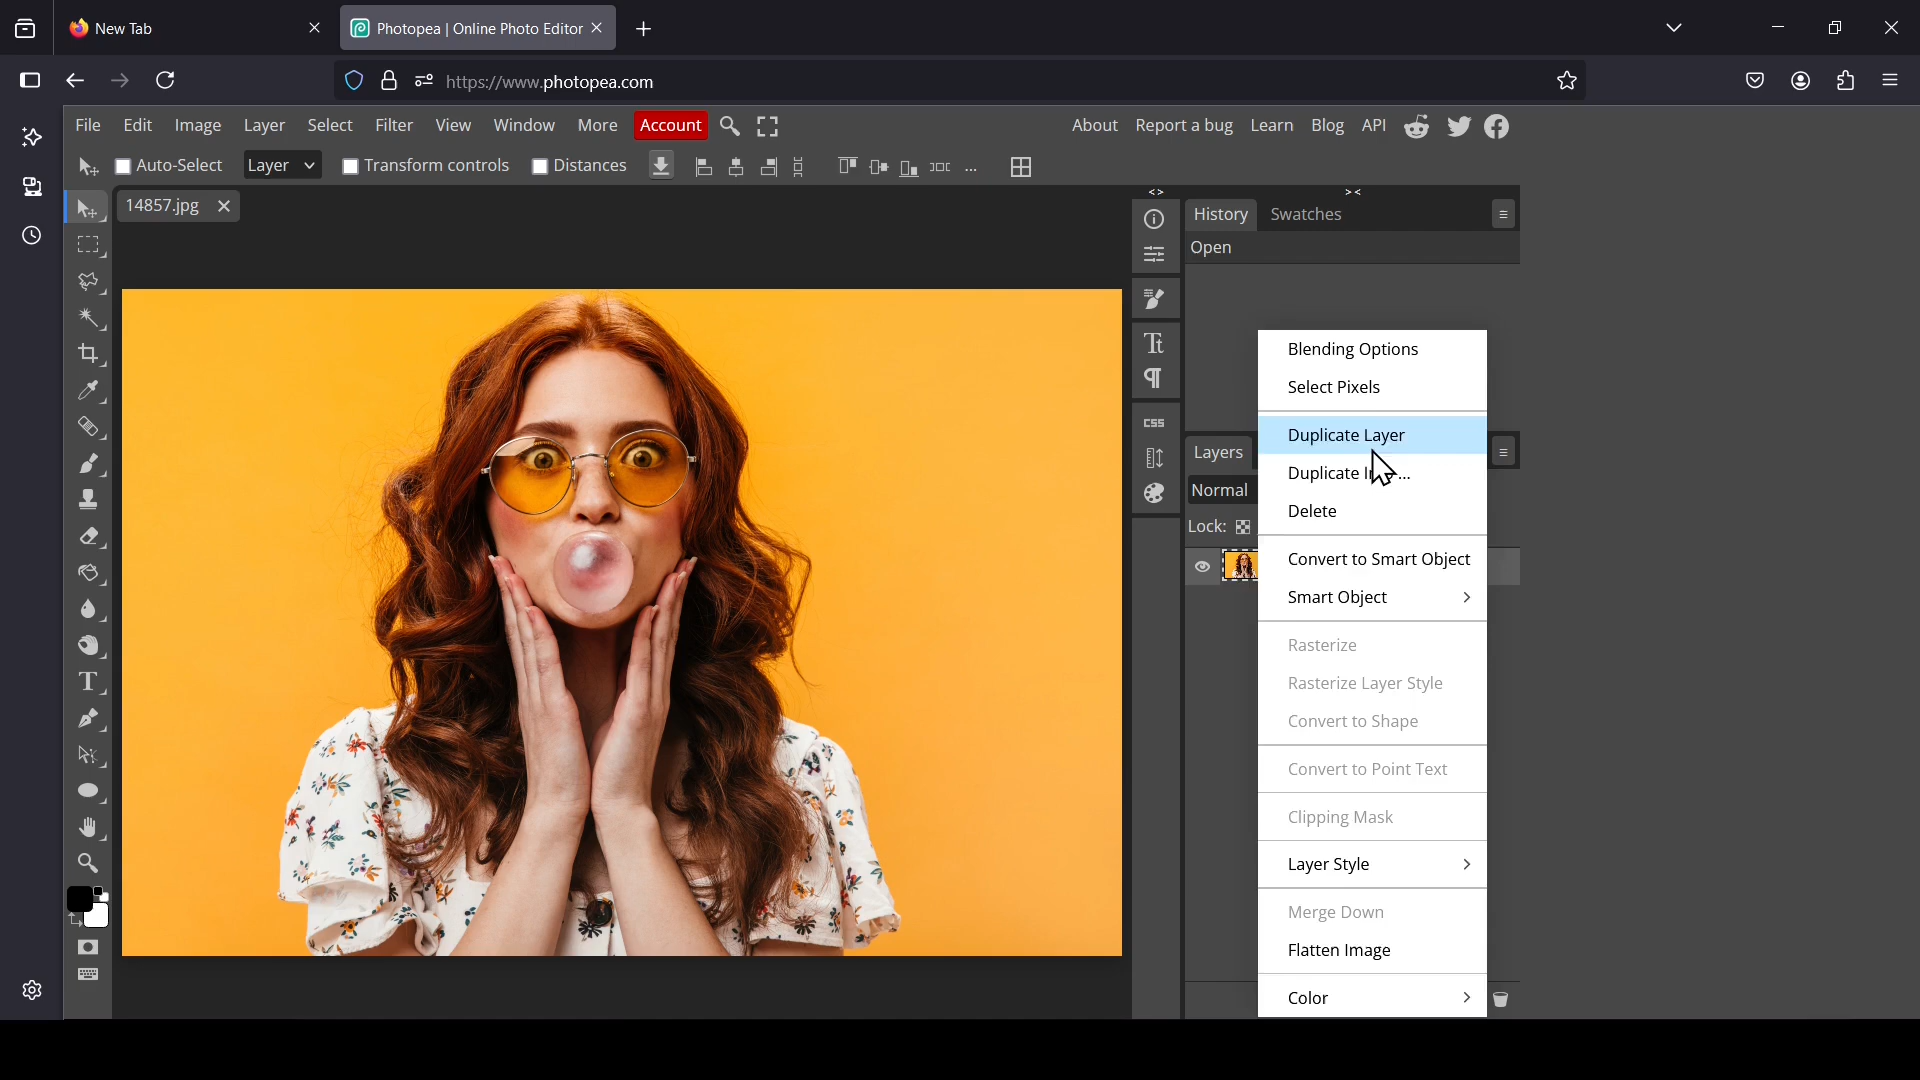 New Tab
Photopea | Online Photo Editor
https://www.photopea.com
File Edit Image Layer Select Filter View Window More Account
About Report a bug Learn Blog API
Auto-Select Layer Transform controls Distances ...
14857.jpg
History Swatches
Open
Blending Options
Select Pixels
Duplicate Layer
Layers
Duplicate
Normal
Delete
Lock:
Convert to Smart Object
Smart Object
Rasterize
Rasterize Layer Style
Convert to Shape
Convert to Point Text
Clipping Mask
Layer Style
Merge Down
Flatten Image
Color
Tt
CSS
T